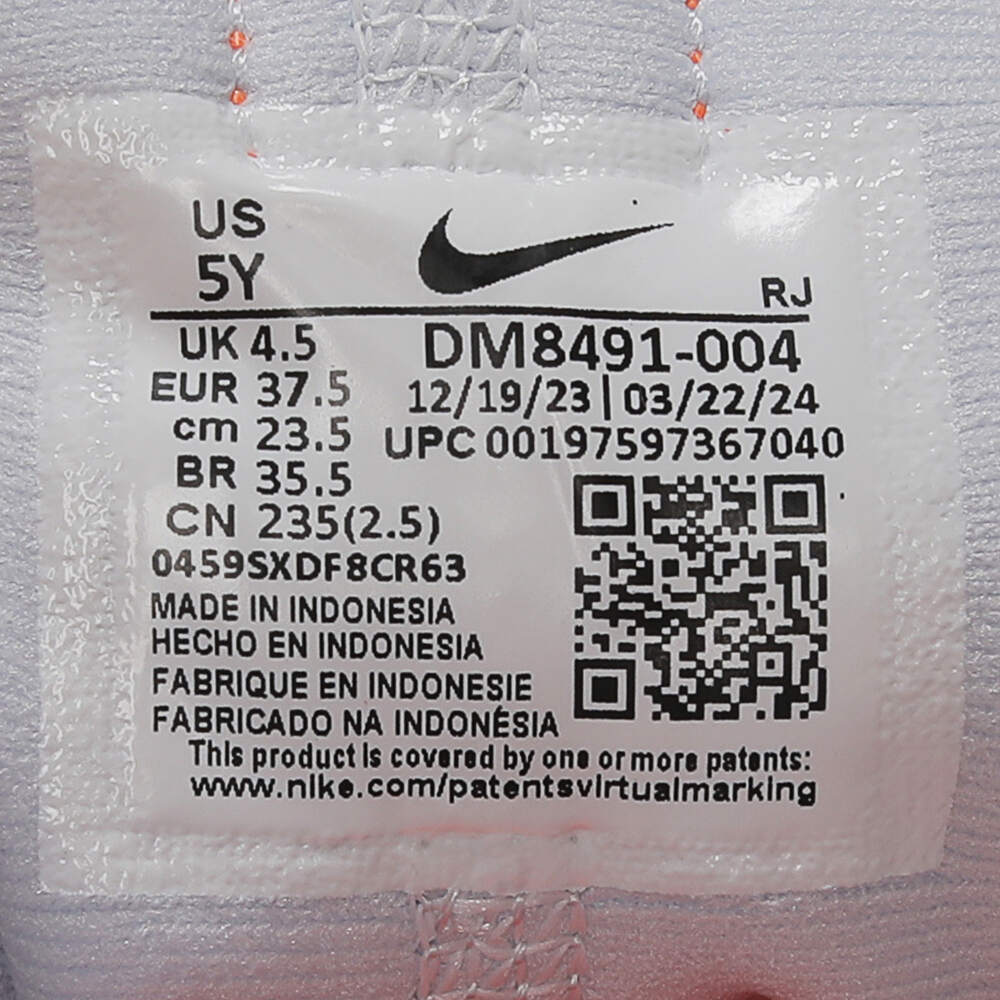 US
5Y
RJ
UK 4.5
EUR 37.5
cm 23.5
BR 35.5
CN 235(2.5)
DM8491-004
12/19/23|03/22/24
UPC 00197597367040
0459SXDF8CR63
MADE IN INDONESIA
HECHO EN INDONESIA
FABRIQUE EN INDONESIE
FABRICADO NA INDONÉSIA
This product is covered by one or more patents:
www.nike.com/patentsvirtualmarking